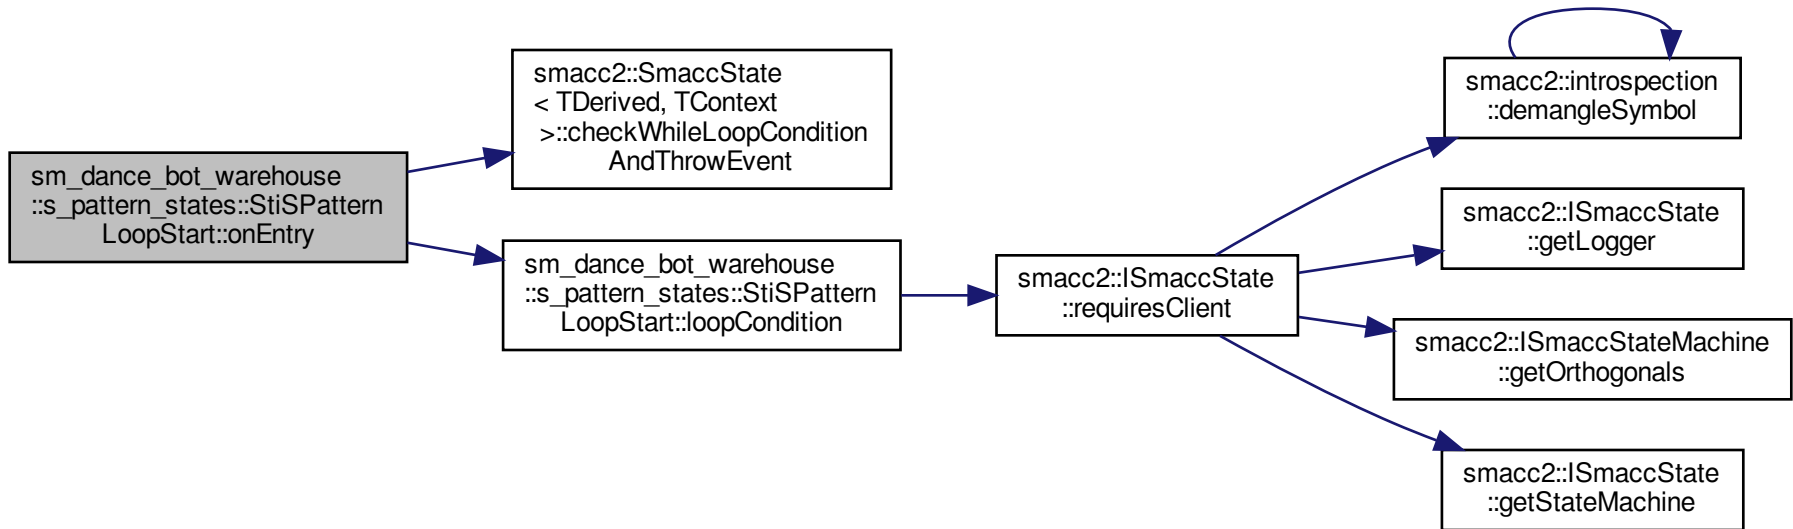 sm_dance_bot_warehouse
::s_pattern_states::StiSPattern
LoopStart::onEntry
smacc2::SmaccState
< TDerived, TContext
>::checkWhileLoopCondition
AndThrowEvent
sm_dance_bot_warehouse
::s_pattern_states::StiSPattern
LoopStart::loopCondition
smacc2::ISmaccState
::requiresClient
smacc2::introspection
::demangleSymbol
smacc2::ISmaccState
::getLogger
smacc2::ISmaccStateMachine
::getOrthogonals
smacc2::ISmaccState
::getStateMachine